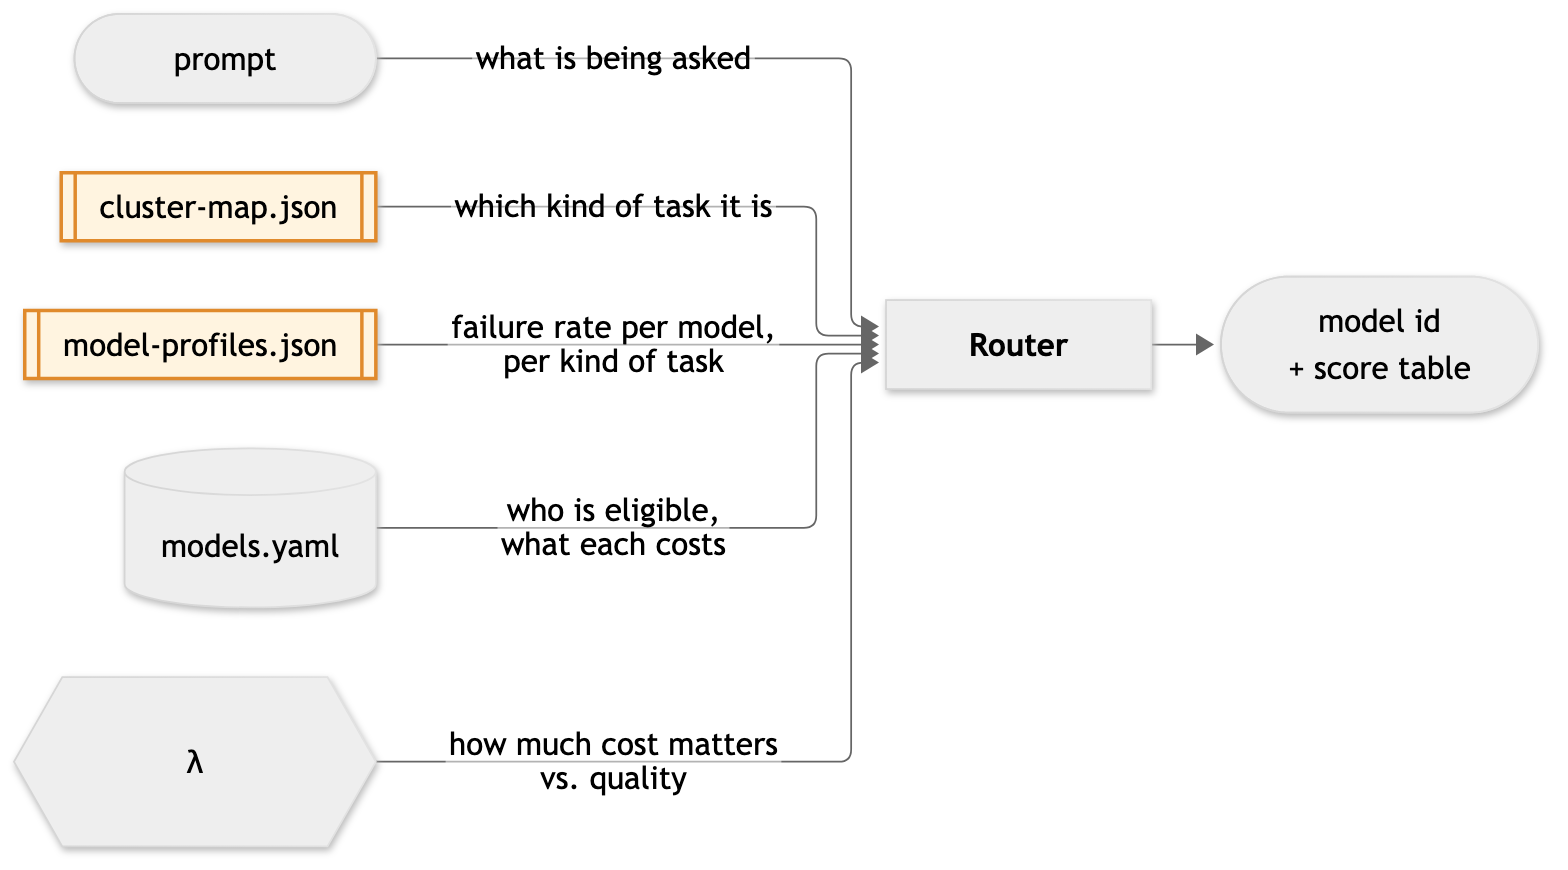 prompt
what is being asked
cluster-map.json
which kind of task it is
model-profiles.json
failure rate per model,
per kind of task
models.yaml
who is eligible,
what each costs
λ
how much cost matters
vs. quality
Router
model id
+ score table